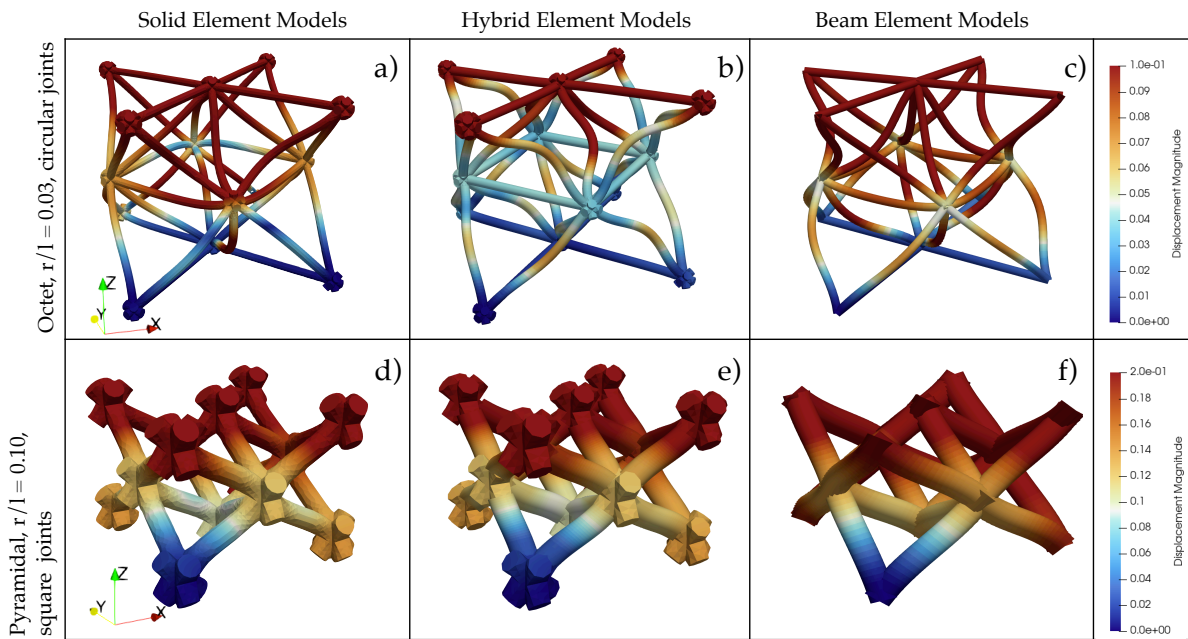 Solid Element Models
Hybrid Element Models
Beam Element Models
Octet, r/l = 0.03, circular joints
a)
b)
c)
Z
Y
X
1.0e-01
0.09
0.08
0.07
0.06
0.05
0.04
0.03
0.02
0.01
0.0e+00
Displacement Magnitude
Pyramidal, r/l = 0.10,
square joints
d)
e)
f)
Z
Y
X
2.0e-01
0.18
0.16
0.14
0.12
0.1
0.08
0.06
0.04
0.02
0.0e+00
Displacement Magnitude